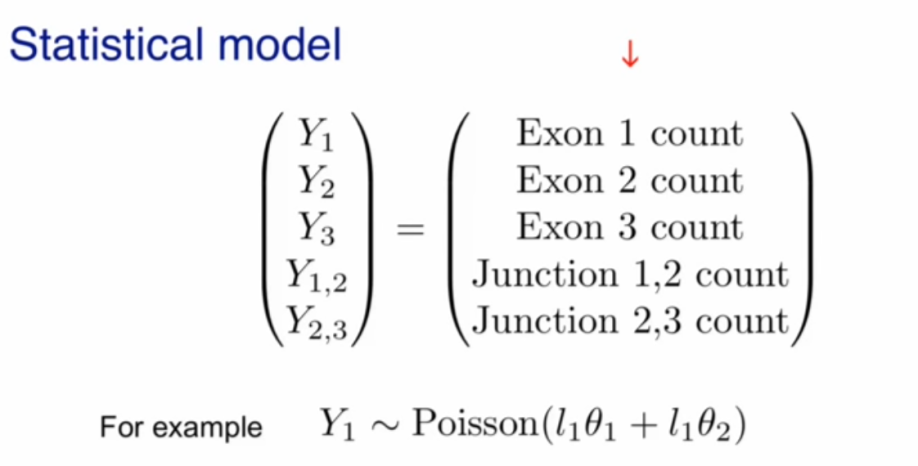 Statistical model
↓
Y₁ Exon 1 count
Y₂ Exon 2 count
Y₃ = Exon 3 count
Y₁,₂ Junction 1,2 count
Y₂,₃ Junction 2,3 count
For example Y₁ ∼ Poisson(l₁θ₁ + l₁θ₂)